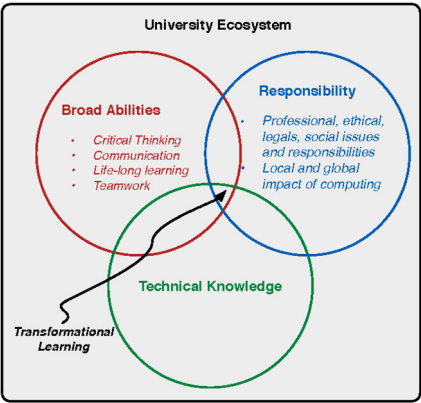 University Ecosystem
Broad Abilities
• Critical Thinking
• Communication
• Life-long learning
• Teamwork
Responsibility
• Professional, ethical,
legals, social issues
and responsibilities
• Local and global
impact of computing
Technical Knowledge
Transformational
Learning